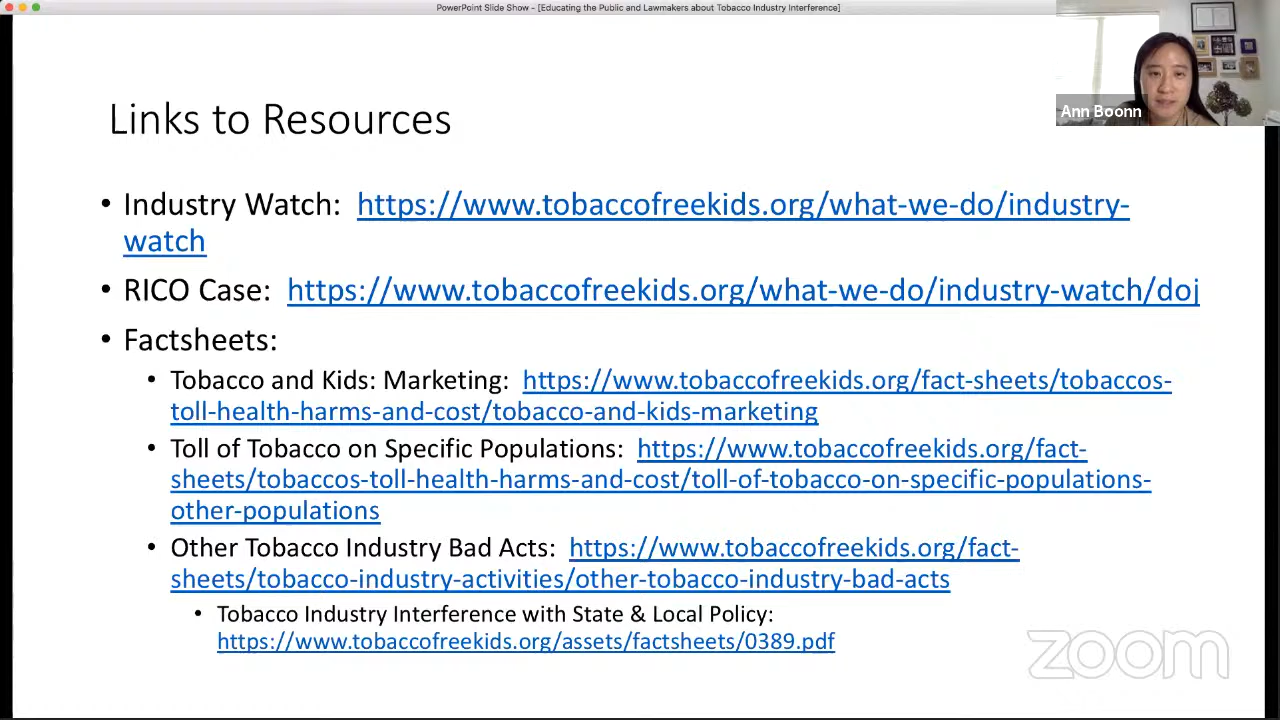 PowerPoint Slide Show - [Educating the Public and Lawmakers about Tobacco Industry Interference]
Ann Boonn
Links to Resources
• Industry Watch: https://www.tobaccofreekids.org/what-we-do/industry-
watch
• RICO Case: https://www.tobaccofreekids.org/what-we-do/industry-watch/doj
• Factsheets:
• Tobacco and Kids: Marketing: https://www.tobaccofreekids.org/fact-sheets/tobaccos-
toll-health-harms-and-cost/tobacco-and-kids-marketing
• Toll of Tobacco on Specific Populations: https://www.tobaccofreekids.org/fact-
sheets/tobaccos-toll-health-harms-and-cost/toll-of-tobacco-on-specific-populations-
other-populations
• Other Tobacco Industry Bad Acts: https://www.tobaccofreekids.org/fact-
sheets/tobacco-industry-activities/other-tobacco-industry-bad-acts
• Tobacco Industry Interference with State & Local Policy:
https://www.tobaccofreekids.org/assets/factsheets/0389.pdf
zoom